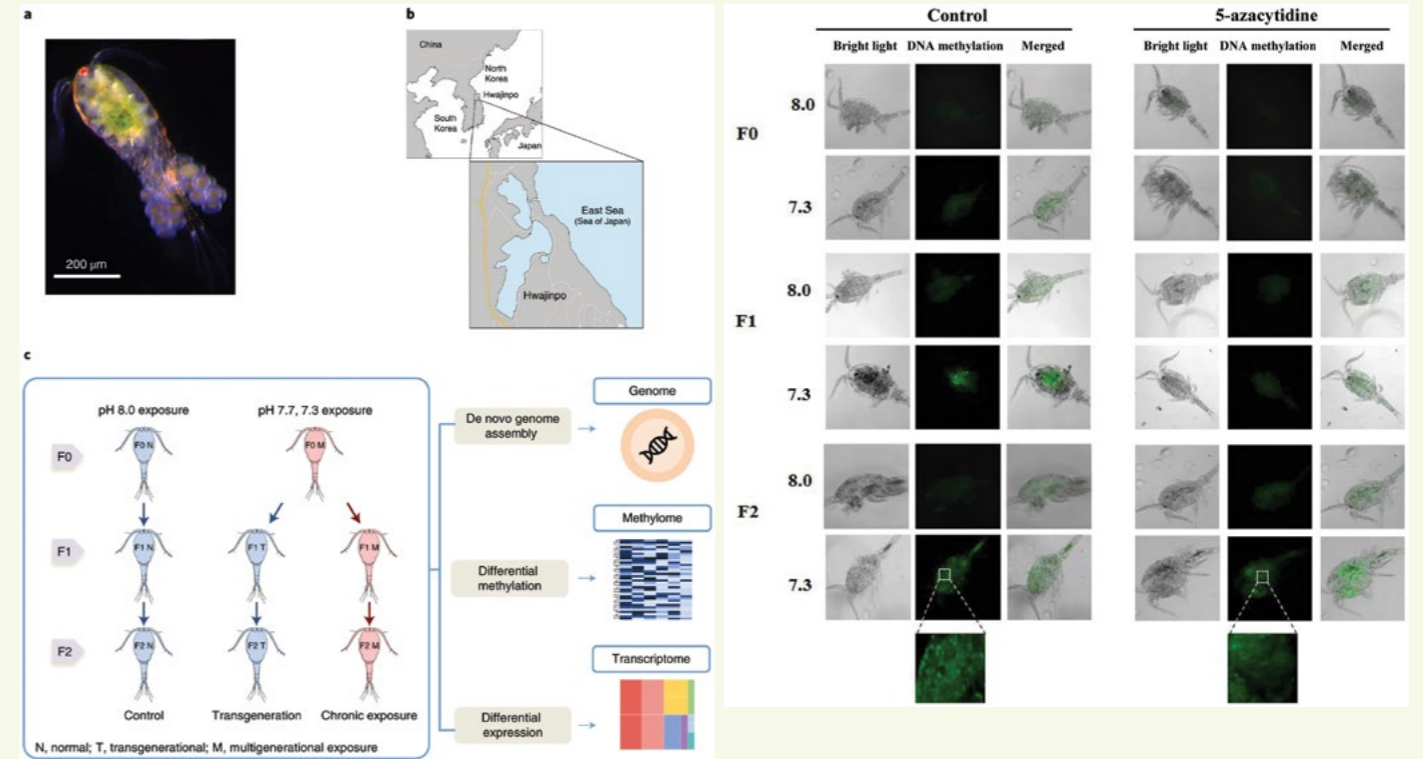 a
200 µm
b
China
North
Korea
Hwajinpo
South
Korea
Japan
East Sea
(Sea of Japan)
Hwajinpo
c
pH 8.0 exposure
pH 7.7, 7.3 exposure
F0
F0 N
F0 M
F1
F1 N
F1 T
F1 M
F2
F2 N
F2 T
F2 M
Control
Transgeneration
Chronic exposure
N, normal; T, transgenerational; M, multigenerational exposure
De novo genome
assembly
Genome
Differential
methylation
Methylome
Differential
expression
Transcriptome
Control
5-azacytidine
Bright light DNA methylation Merged
Bright light DNA methylation Merged
F0
8.0
7.3
F1
8.0
7.3
F2
8.0
7.3